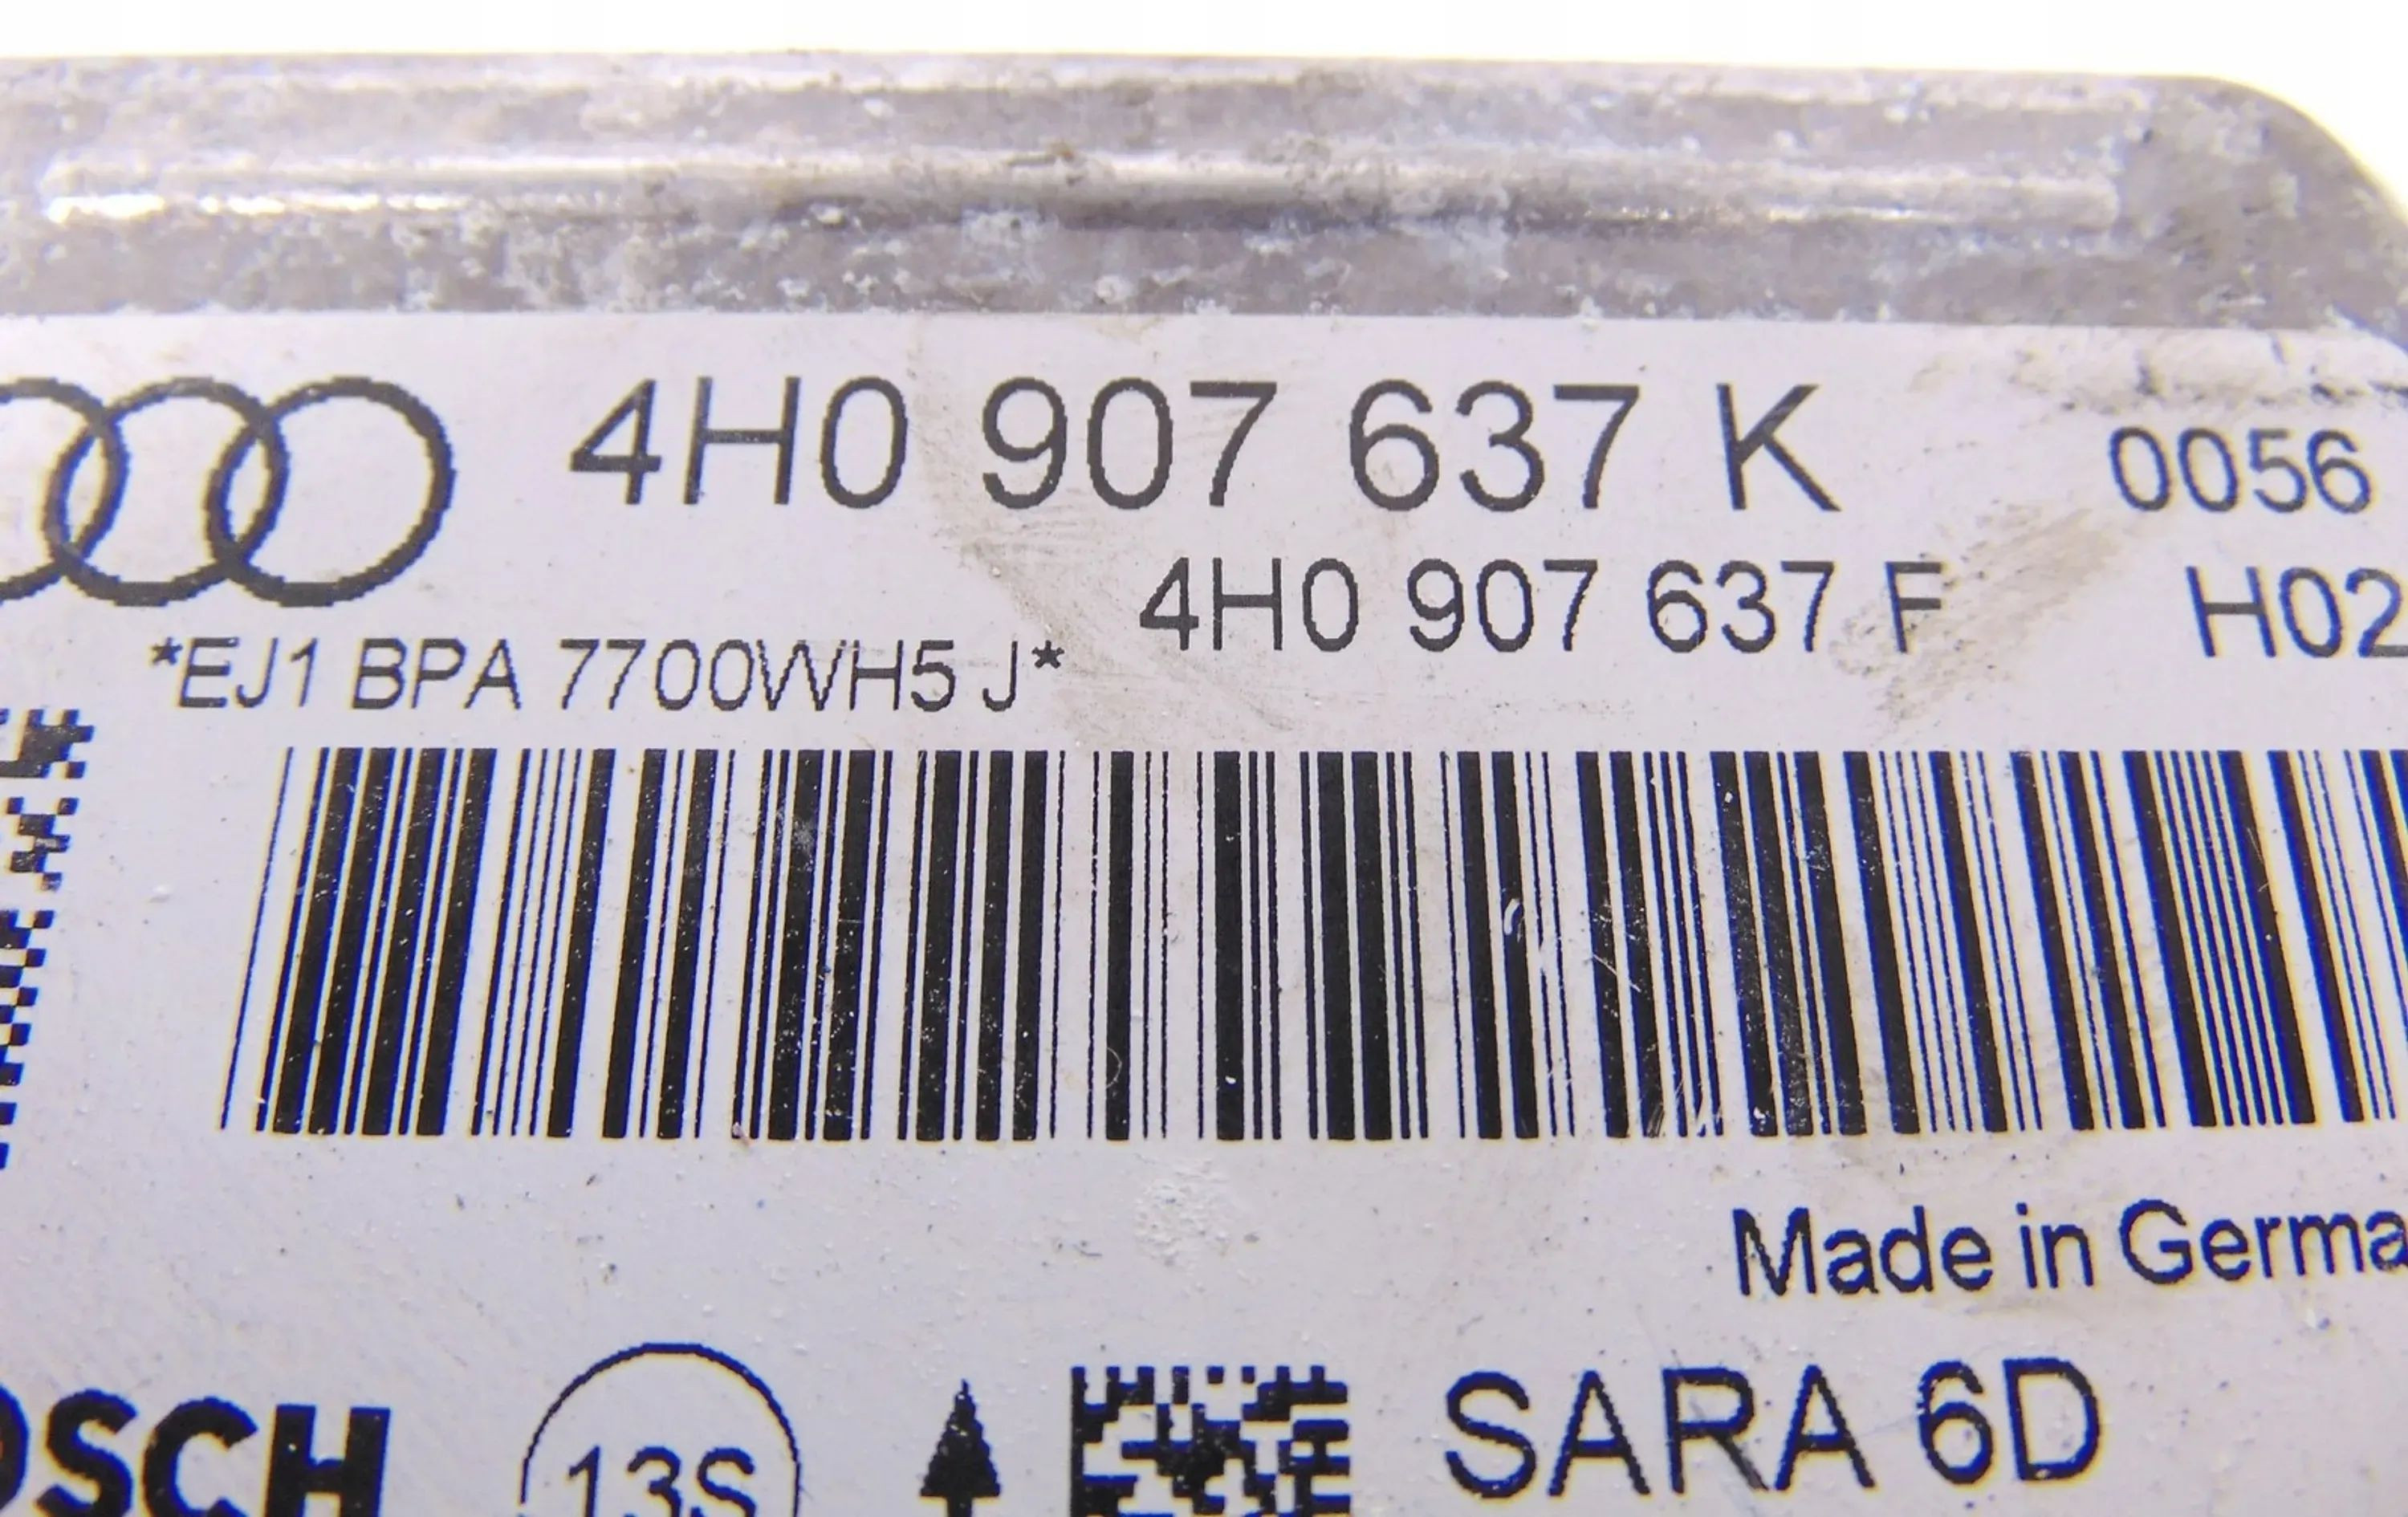 4H0 907 637 K 0056
4H0 907 637 F H02
*EJ1 BPA 7700WH5 J*
Made in Germa
OSCH 13S SARA 6D